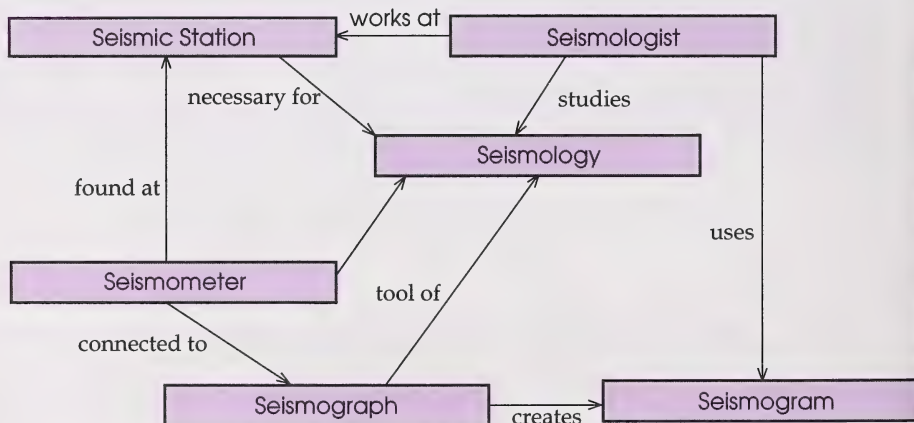 works at
Seismic Station
Seismologist
necessary for
studies
Seismology
found at
uses
Seismometer
tool of
connected to
Seismograph
creates
Seismogram